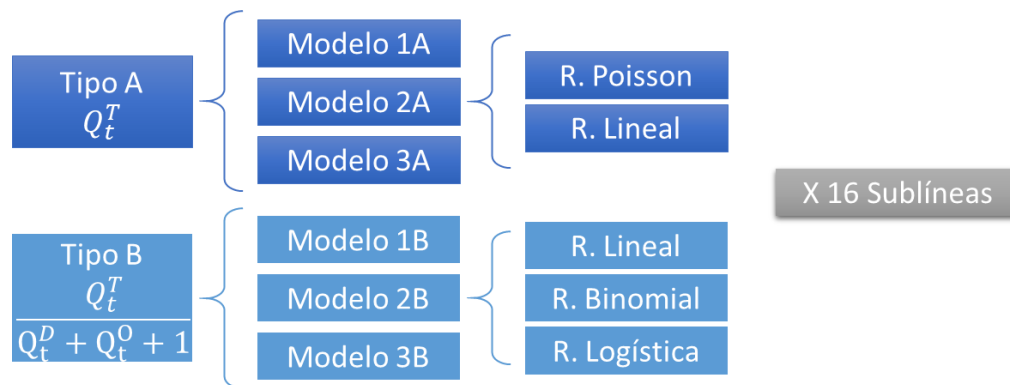 Tipo A
Q_t^T
Modelo 1A
Modelo 2A
Modelo 3A
R. Poisson
R. Lineal
X 16 Sublíneas
Tipo B
Q_t^T
Q_t^D + Q_t^O + 1
Modelo 1B
Modelo 2B
Modelo 3B
R. Lineal
R. Binomial
R. Logística